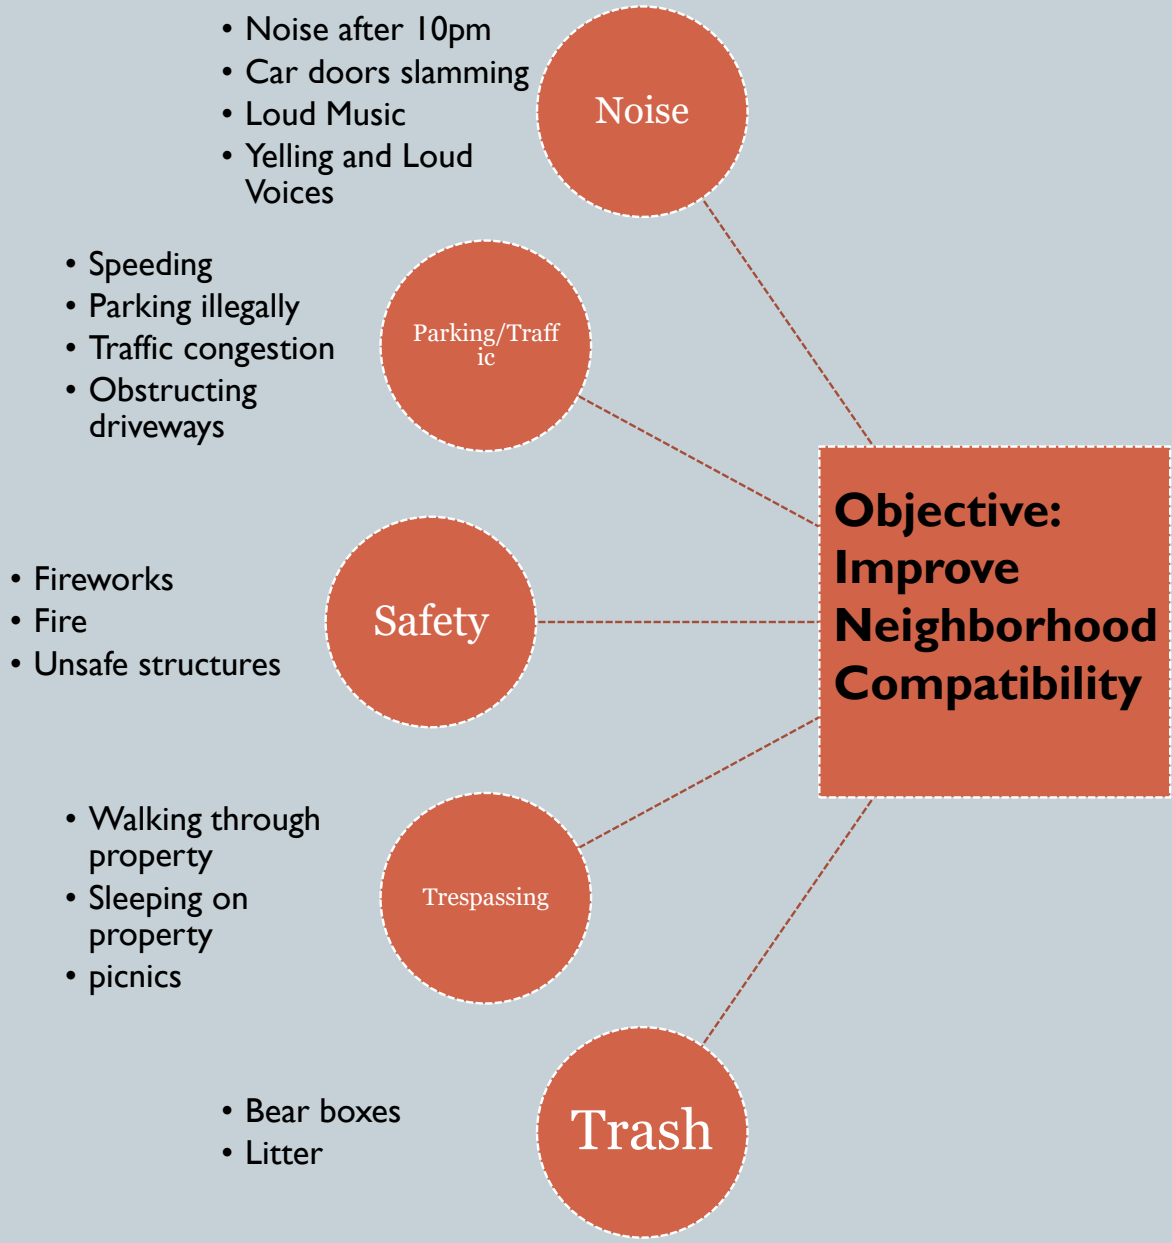 • Noise after 10pm
• Car doors slamming
• Loud Music
• Yelling and Loud
Voices
Noise
• Speeding
• Parking illegally
• Traffic congestion
• Obstructing
driveways
Parking/Traff
ic
• Fireworks
• Fire
• Unsafe structures
Safety
Objective:
Improve
Neighborhood
Compatibility
• Walking through
property
• Sleeping on
property
• picnics
Trespassing
• Bear boxes
• Litter
Trash